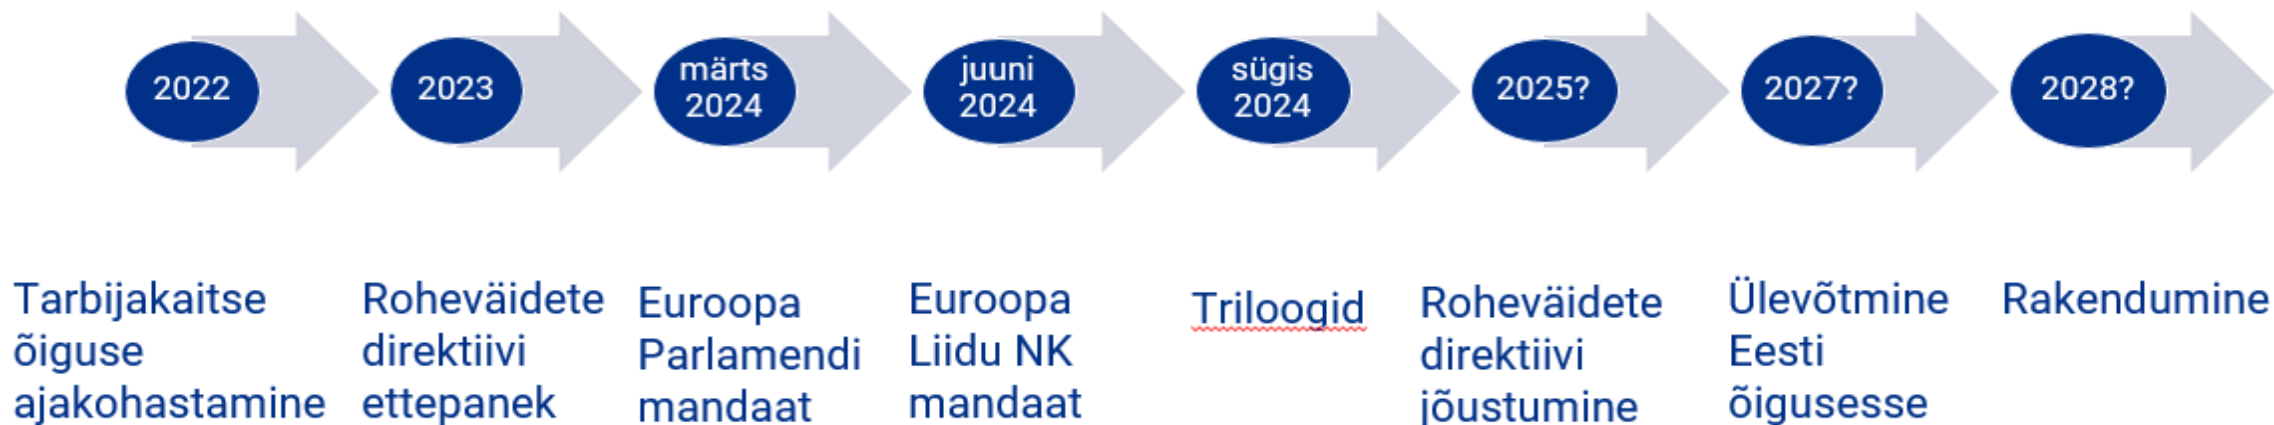 2022
2023
märts
2024
juuni
2024
sügis
2024
2025?
2027?
2028?
Tarbijakaitse
õiguse
ajakohastamine
Roheväidete
direktiivi
ettepanek
Euroopa
Parlamendi
mandaat
Euroopa
Liidu NK
mandaat
Triloogid
Roheväidete
direktiivi
jõustumine
Ülevõtmine
Eesti
õigusesse
Rakendumine